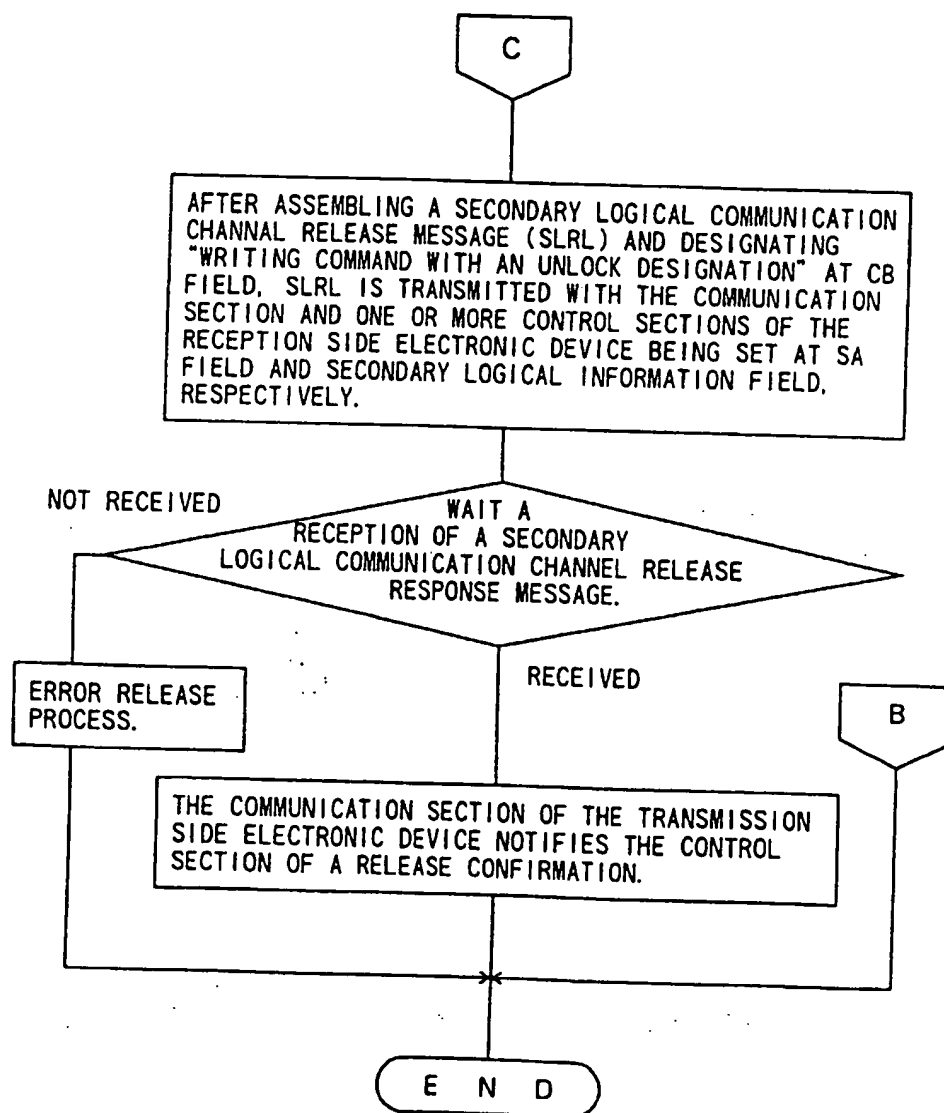 C
AFTER ASSEMBLING A SECONDARY LOGICAL COMMUNICATION
CHANNEL RELEASE MESSAGE (SLRL) AND DESIGNATING
"WRITING COMMAND WITH AN UNLOCK DESIGNATION" AT CB
FIELD, SLRL IS TRANSMITTED WITH THE COMMUNICATION
SECTION AND ONE OR MORE CONTROL SECTIONS OF THE
RECEPTION SIDE ELECTRONIC DEVICE BEING SET AT SA
FIELD AND SECONDARY LOGICAL INFORMATION FIELD,
RESPECTIVELY.
NOT RECEIVED
WAIT A
RECEPTION OF A SECONDARY
LOGICAL COMMUNICATION CHANNEL RELEASE
RESPONSE MESSAGE.
RECEIVED
ERROR RELEASE
PROCESS.
B
THE COMMUNICATION SECTION OF THE TRANSMISSION
SIDE ELECTRONIC DEVICE NOTIFIES THE CONTROL
SECTION OF A RELEASE CONFIRMATION.
END